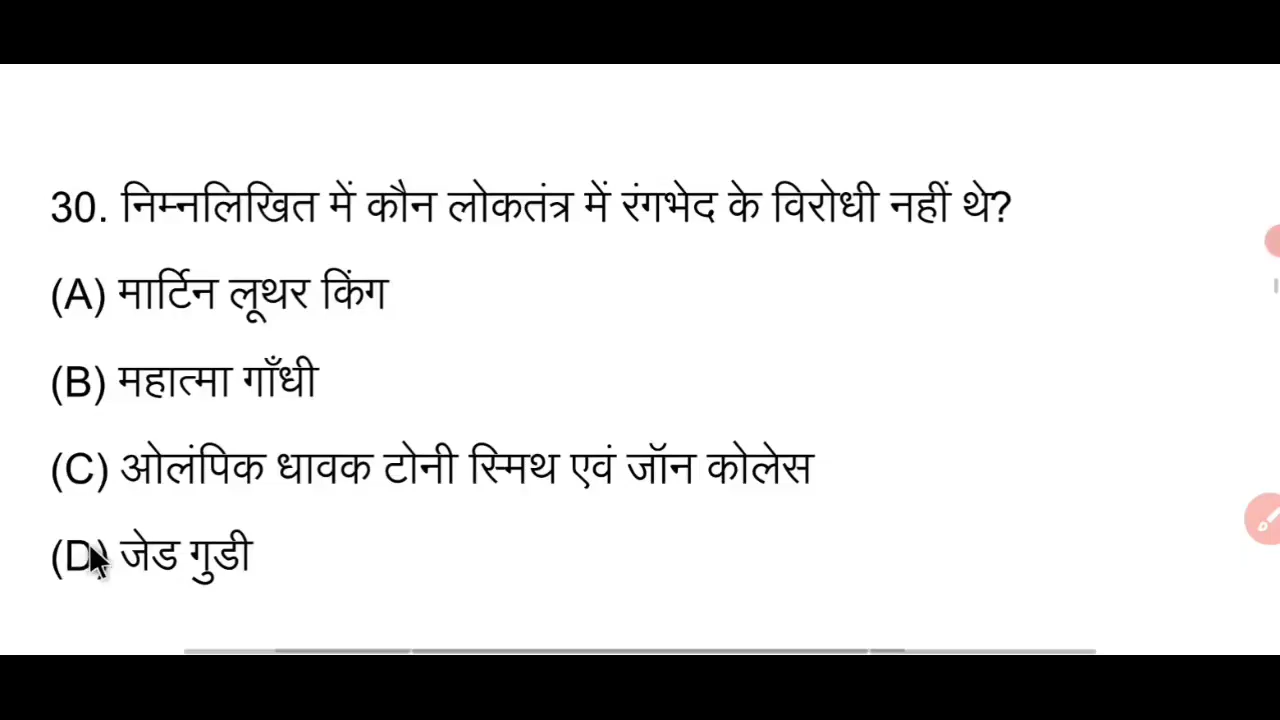 30. निम्नलिखित में कौन लोकतंत्र में रंगभेद के विरोधी नहीं थे?
(A) मार्टिन लूथर किंग
(B) महात्मा गाँधी
(C) ओलंपिक धावक टोनी स्मिथ एवं जॉन कोलेस
(D) जेड गुडी